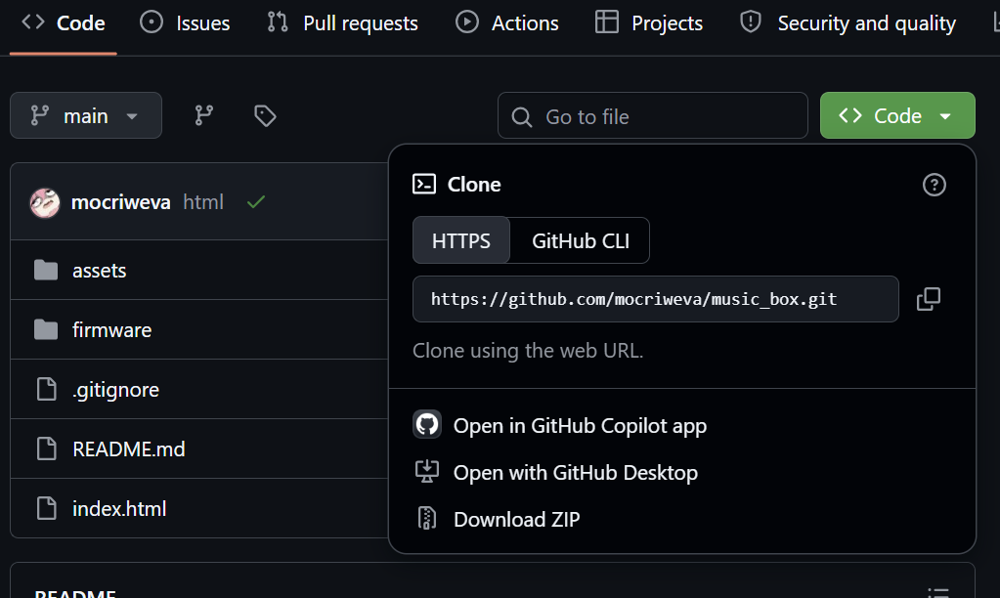 Code Issues Pull requests Actions Projects Security and quality
main Go to file Code
mocriweva html
assets
firmware
.gitignore
README.md
index.html
Clone
HTTPS GitHub CLI
https://github.com/mocriweva/music_box.git
Clone using the web URL.
Open in GitHub Copilot app
Open with GitHub Desktop
Download ZIP
README